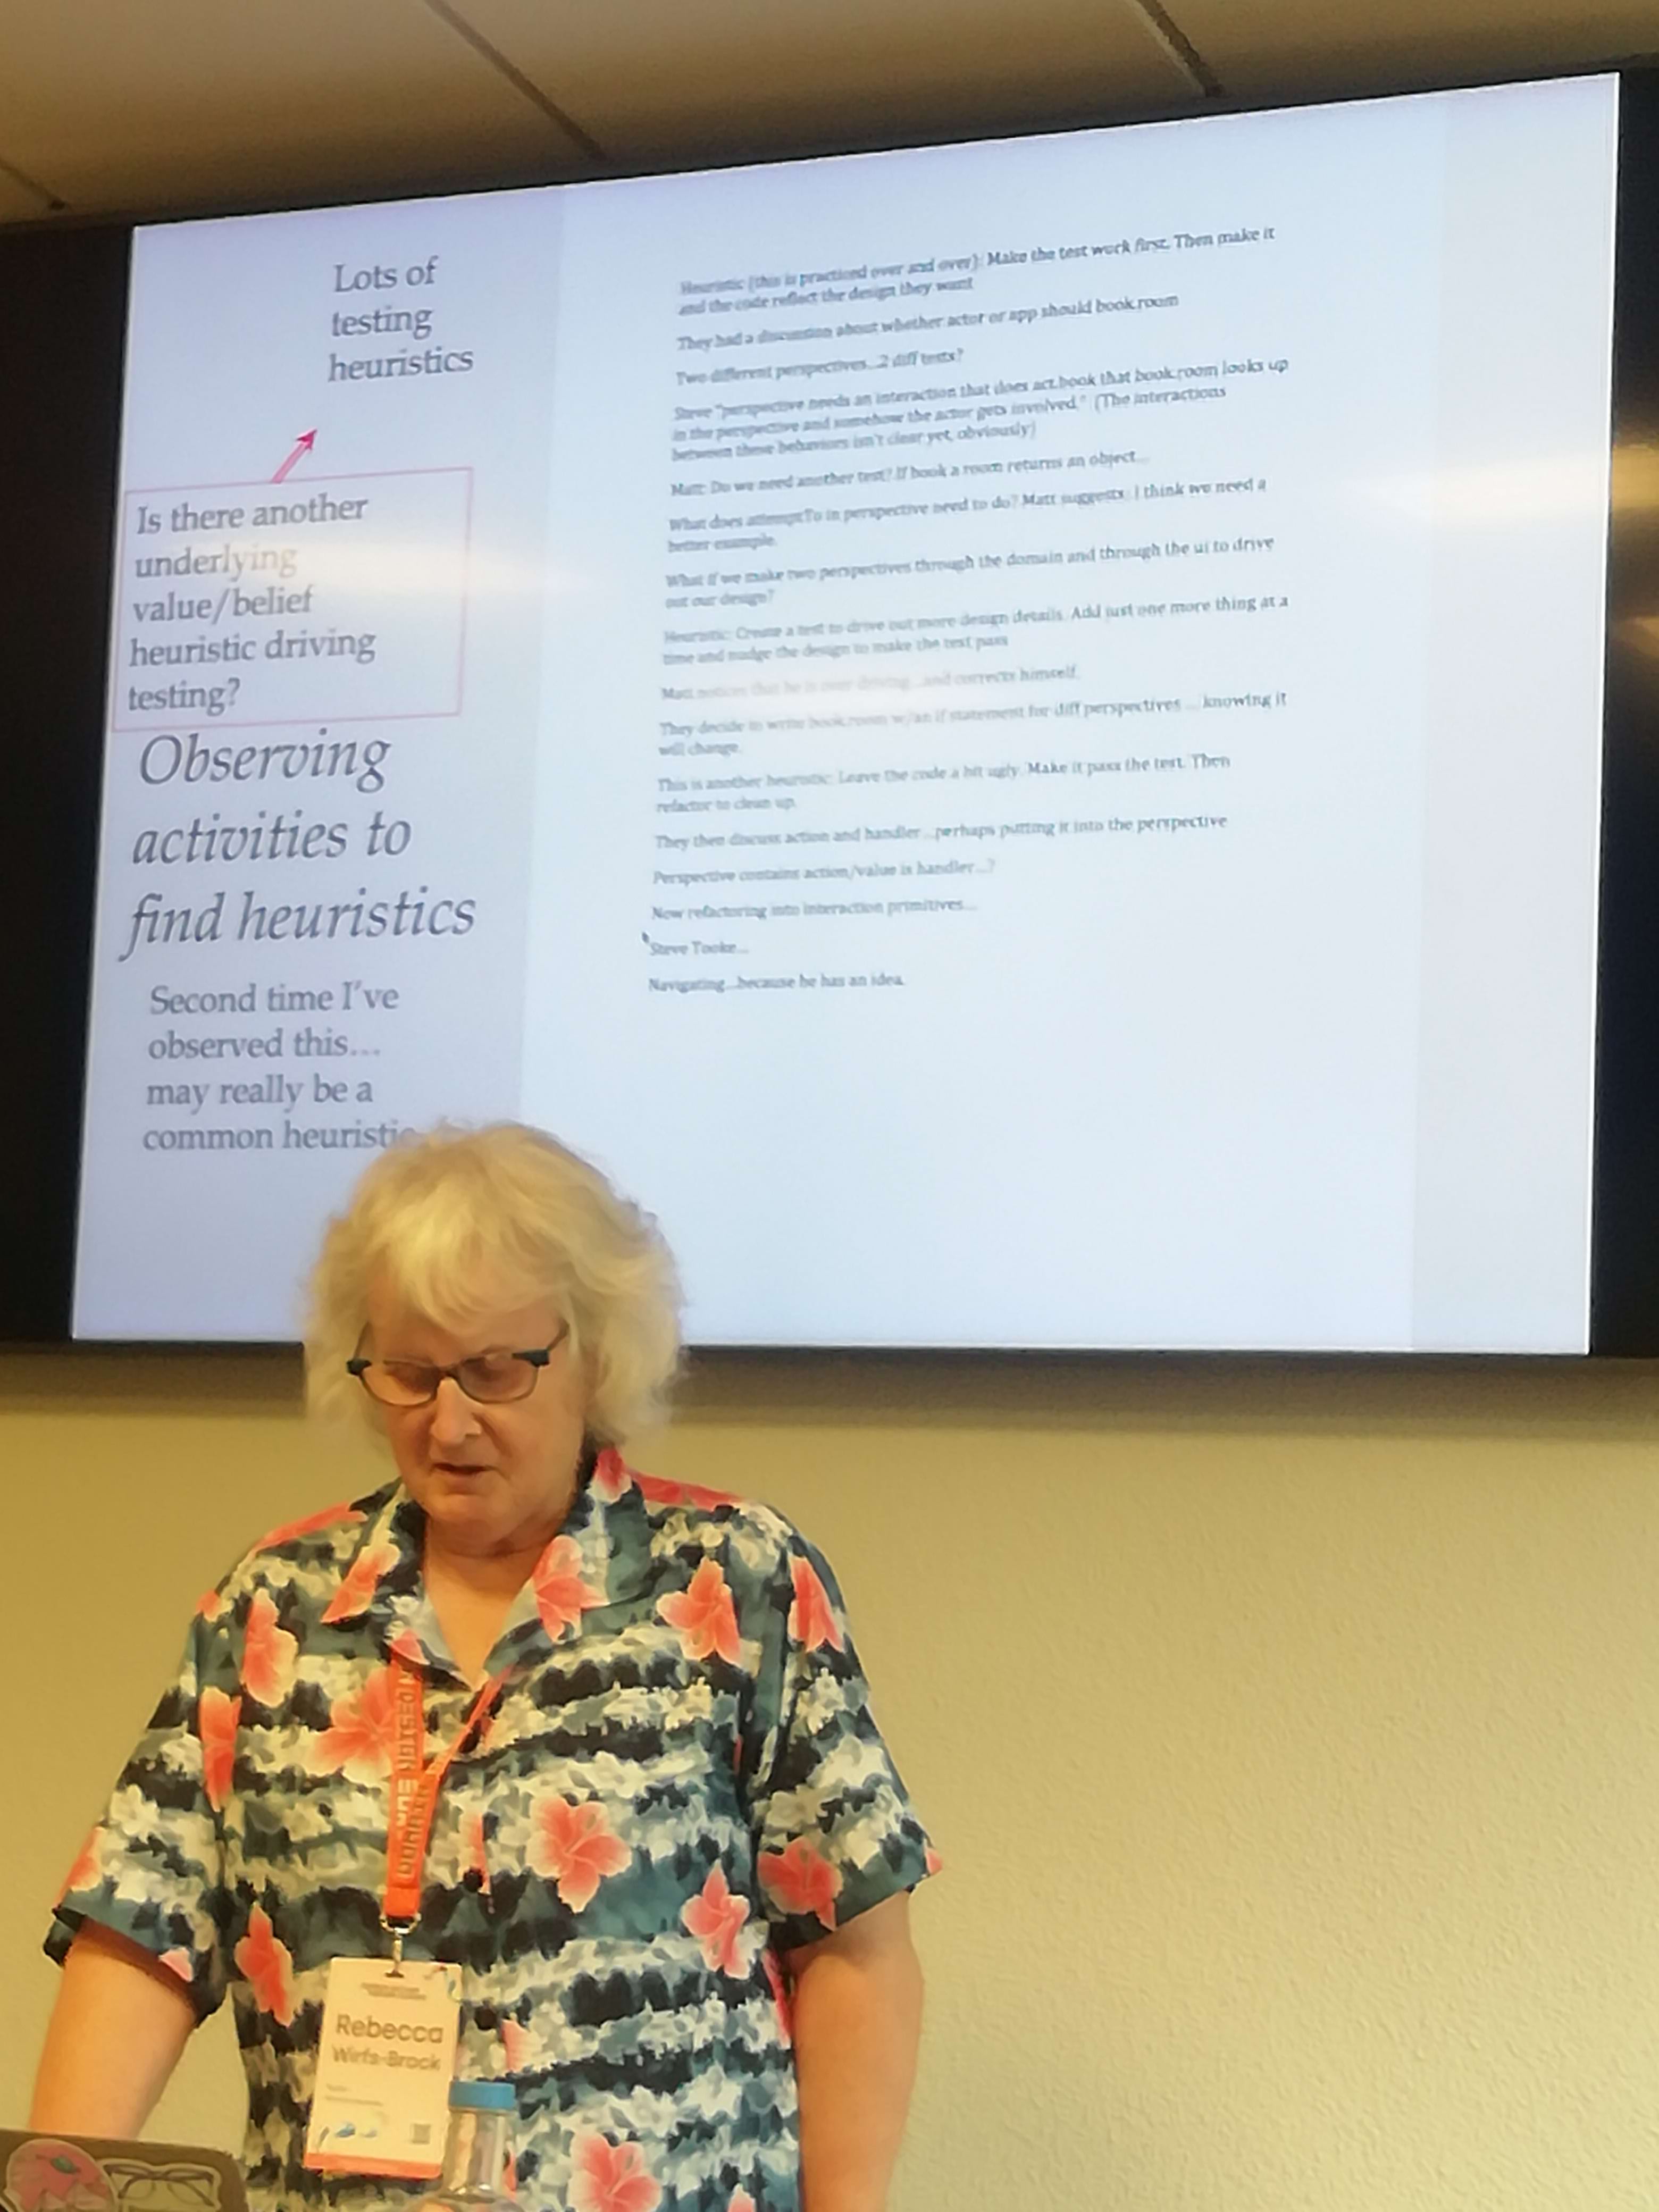 Lots of
testing
heuristics
Is there another
underlying
value/belief
heuristic driving
testing?
Observing
activities to
find heuristics
Second time I've
observed this...
may really be a
common heuristic
Heuristic (this is practiced over and over): Make the test work first. Then make it
and the code reflect the design they want
They had a discussion about whether actor or app should book.room
Two different perspectives...2 diff tests?
Steve "perspective needs an interaction that does act.book that book.room looks up
in the perspective and somehow the actor gets involved." (The interactions
between these behaviors isn't clear yet, obviously)
Matt: Do we need another test? If book a room returns an object...
What does attemptTo in perspective need to do? Matt suggests: I think we need a
better example.
What if we make two perspectives through the domain and through the ui to drive
out our design?
Heuristic: Create a test to drive out more design details. Add just one more thing at a
time and nudge the design to make the test pass
Matt notices that he is over driving...and corrects himself.
They decide to write book.room w/an if statement for diff perspectives ... knowing it
will change.
This is another heuristic: Leave the code a bit ugly. Make it pass the test. Then
refactor to clean up.
They then discuss action and handler...perhaps putting it into the perspective
Perspective contains action/value is handler...?
Now refactoring into interaction primitives...
Steve Tooke...
Navigating...because he has an idea.
Rebecca
Wirfs-Brock